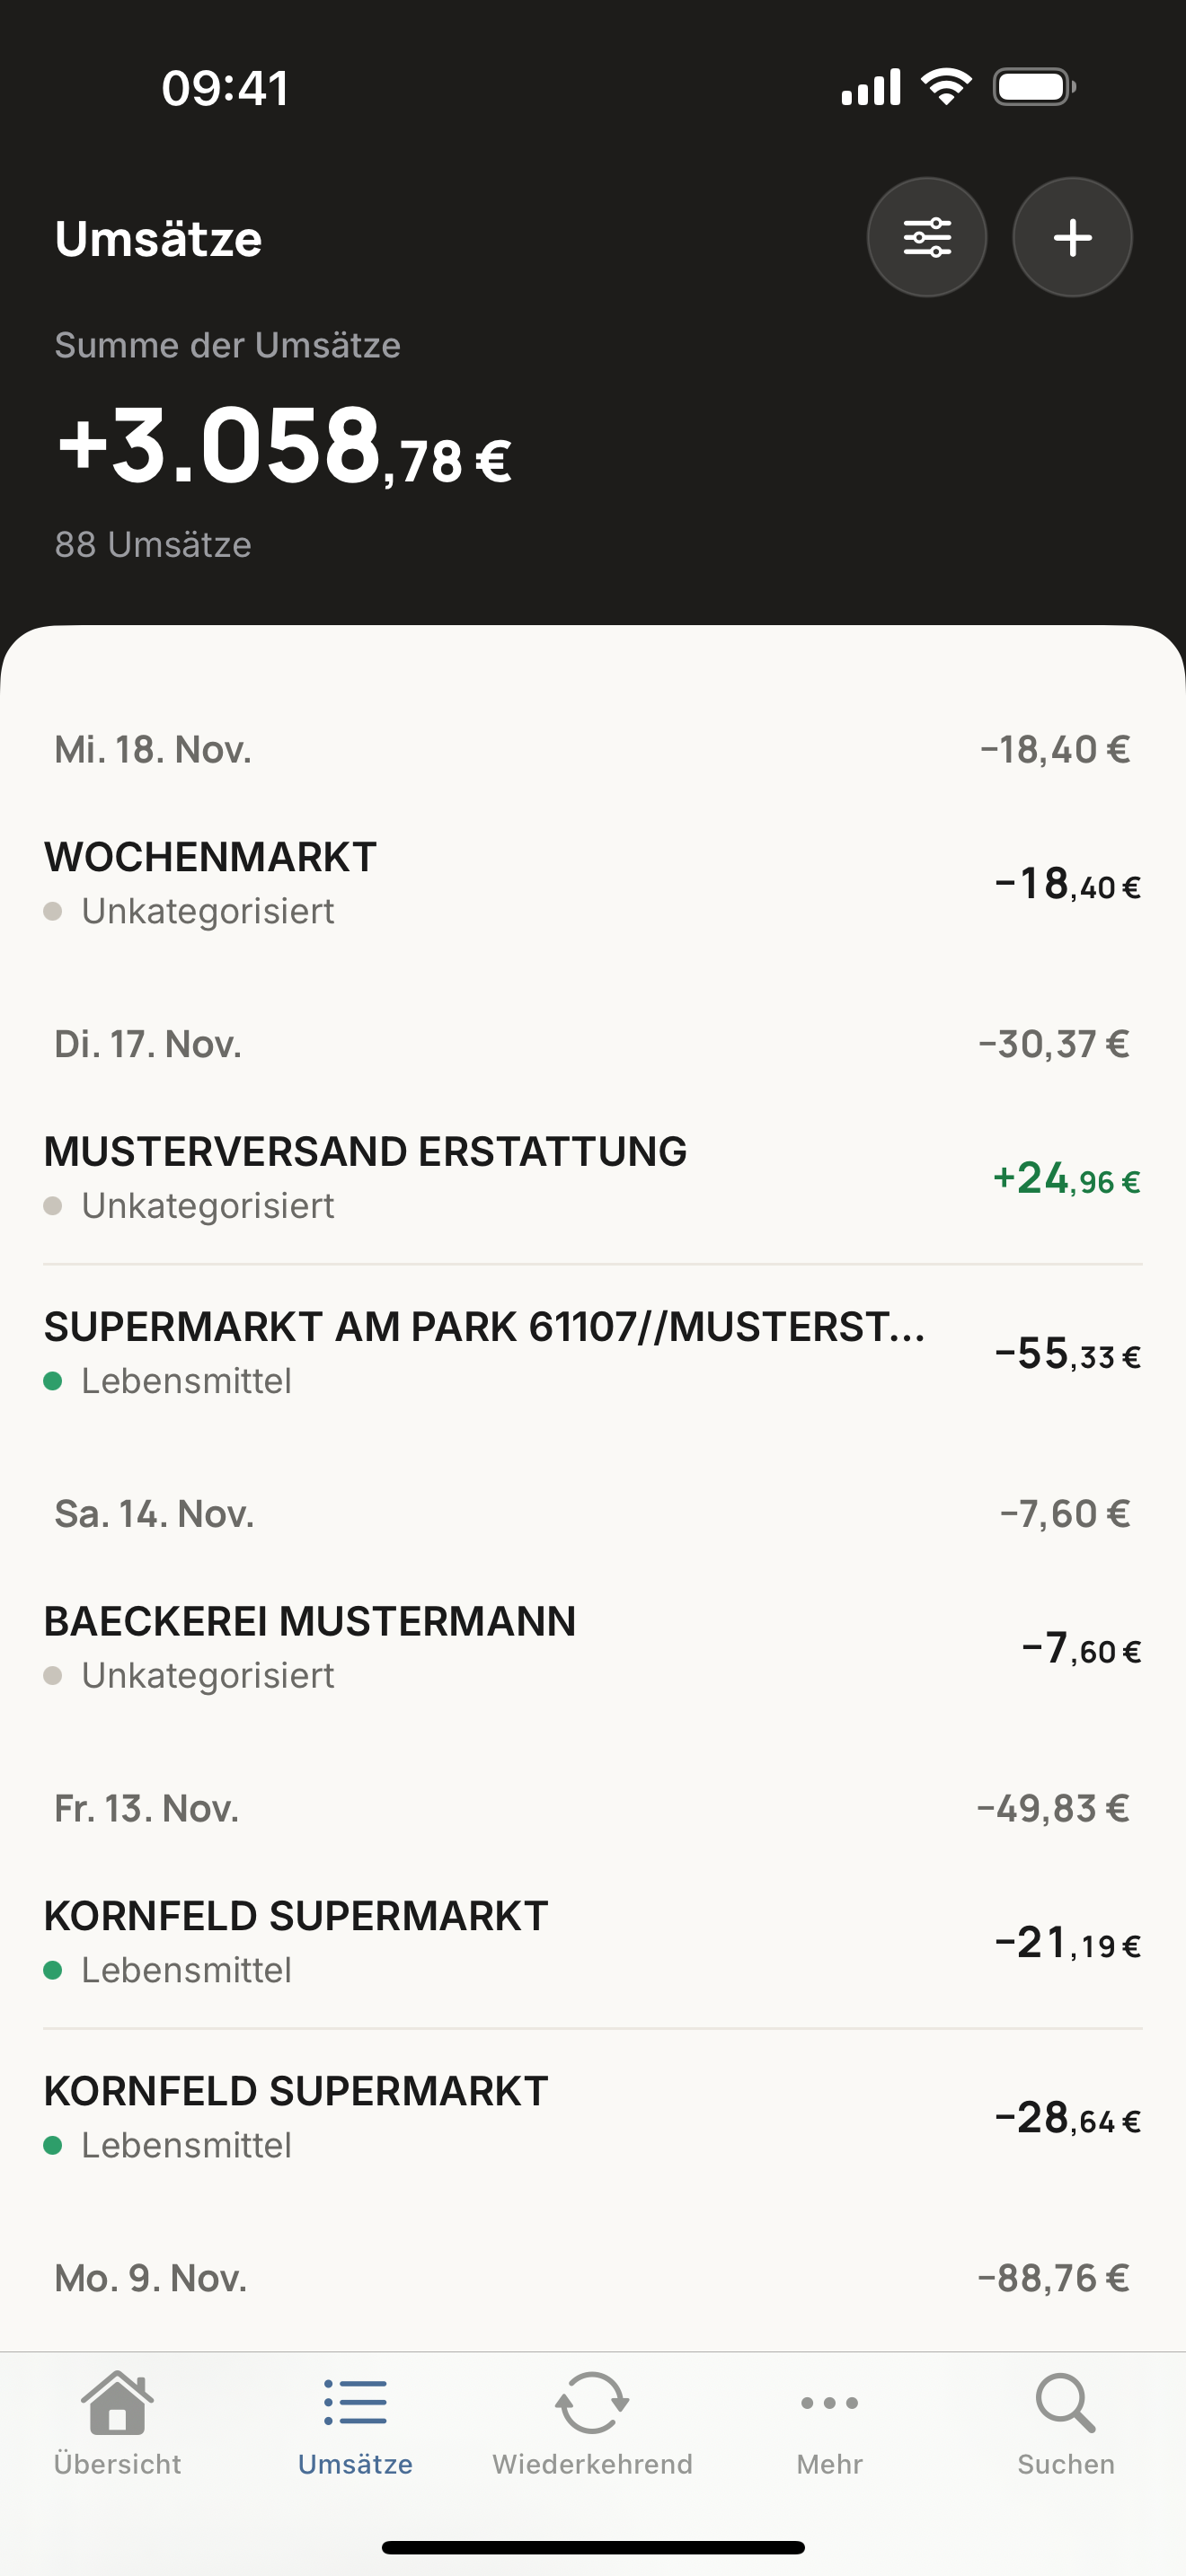 09:41
Umsätze
Summe der Umsätze
+3.058,78 €
88 Umsätze
Mi. 18. Nov. −18,40 €
WOCHENMARKT
−18,40 €
Unkategorisiert
Di. 17. Nov. −30,37 €
MUSTERVERSAND ERSTATTUNG
+24,96 €
Unkategorisiert
SUPERMARKT AM PARK 61107//MUSTERST...
−55,33 €
Lebensmittel
Sa. 14. Nov. −7,60 €
BAECKEREI MUSTERMANN
−7,60 €
Unkategorisiert
Fr. 13. Nov. −49,83 €
KORNFELD SUPERMARKT
−21,19 €
Lebensmittel
KORNFELD SUPERMARKT
−28,64 €
Lebensmittel
Mo. 9. Nov. −88,76 €
Übersicht Umsätze Wiederkehrend Mehr Suchen